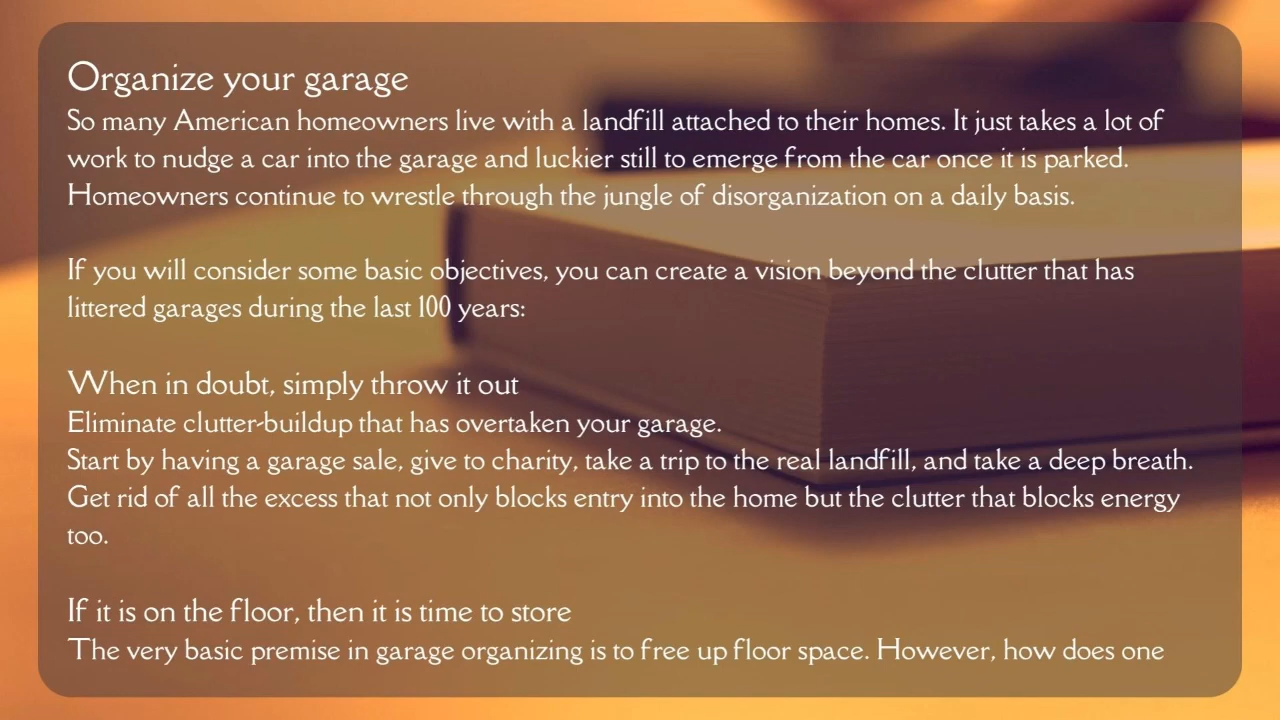 Organize your garage
So many American homeowners live with a landfill attached to their homes. It just takes a lot of
work to nudge a car into the garage and luckier still to emerge from the car once it is parked.
Homeowners continue to wrestle through the jungle of disorganization on a daily basis.
If you will consider some basic objectives, you can create a vision beyond the clutter that has
littered garages during the last 100 years:
When in doubt, simply throw it out
Eliminate clutter-buildup that has overtaken your garage.
Start by having a garage sale, give to charity, take a trip to the real landfill, and take a deep breath.
Get rid of all the excess that not only blocks entry into the home but the clutter that blocks energy
too.
If it is on the floor, then it is time to store
The very basic premise in garage organizing is to free up floor space. However, how does one